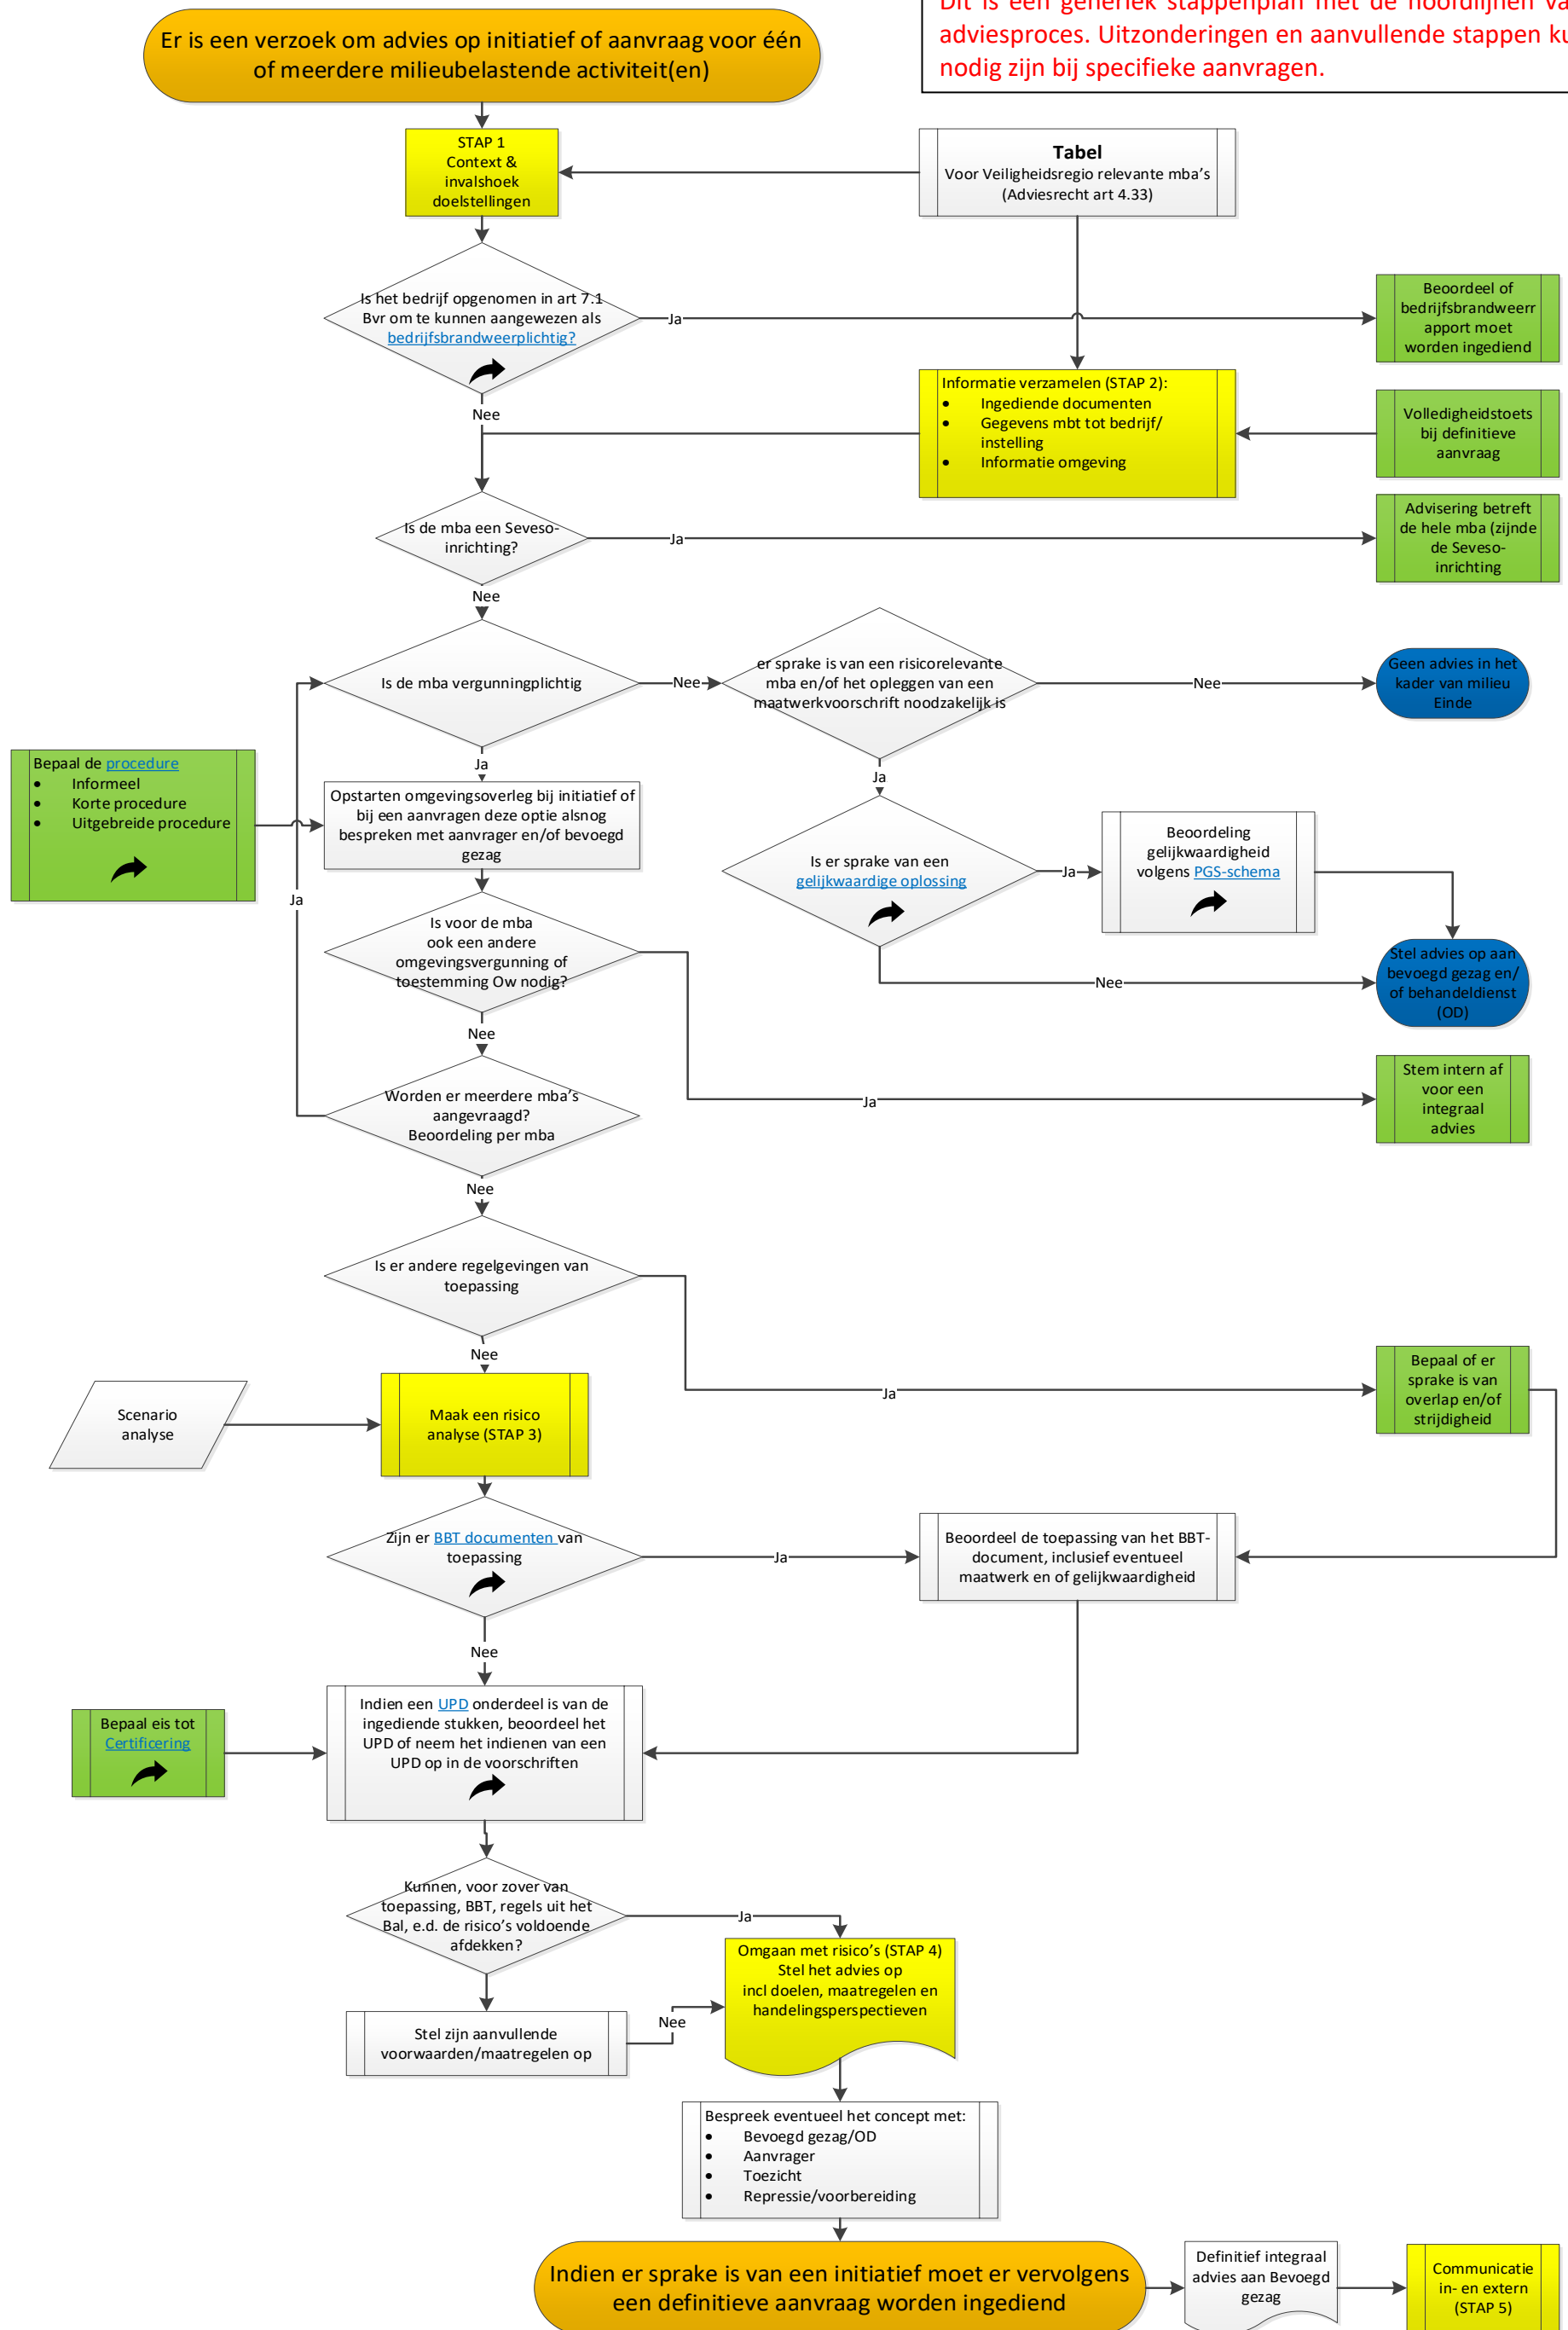 Dit is een generiek stappenplan met de hoofdlijnen
adviesproces. Uitzonderingen en aanvullende stappen
nodig zijn bij specifieke aanvragen.
Er is een verzoek om advies op initiatief of aanvraag voor één
of meerdere milieubelastende activiteit(en)
STAP 1
Context &
invalshoek
doelstellingen
Tabel
Voor Veiligheidsregio relevante mba's
(Adviesrecht art 4.33)
Is het bedrijf opgenomen in art 7.1
Bvr om te kunnen aangewezen als
bedrijfsbrandweerplichtig?
Ja
Beoordeel of
bedrijfsbrandweerr
apport moet
worden ingediend
Nee
Informatie verzamelen (STAP 2):
• Ingediende documenten
• Gegevens mbt tot bedrijf/
instelling
• Informatie omgeving
Volledigheidstoets
bij definitieve
aanvraag
Is de mba een Seveso-
inrichting?
Ja
Advisering betreft
de hele mba (zijnde
de Seveso-
inrichting
Nee
Is de mba vergunningplichtig
Nee
er sprake is van een risicorelevante
mba en/of het opleggen van een
maatwerkvoorschrift noodzakelijk is
Nee
Geen advies in het
kader van milieu
Einde
Ja
Ja
Bepaal de procedure
• Informeel
• Korte procedure
• Uitgebreide procedure
Opstarten omgevingsoverleg bij initiatief of
bij een aanvragen deze optie alsnog
bespreken met aanvrager en/of bevoegd
gezag
Is er sprake van een
gelijkwaardige oplossing
Ja
Beoordeling
gelijkwaardigheid
volgens PGS-schema
Ja
Is voor de mba
ook een andere
omgevingsvergunning of
toestemming Ow nodig?
Nee
Stel advies op aan
bevoegd gezag en/
of behandeldienst
(OD)
Nee
Ja
Stem intern af
voor een
integraal
advies
Worden er meerdere mba's
aangevraagd?
Beoordeling per mba
Nee
Is er andere regelgevingen van
toepassing
Nee
Ja
Bepaal of er
sprake is van
overlap en/of
strijdigheid
Scenario
analyse
Maak een risico
analyse (STAP 3)
Zijn er BBT documenten van
toepassing
Ja
Beoordeel de toepassing van het BBT-
document, inclusief eventueel
maatwerk en of gelijkwaardigheid
Nee
Bepaal eis tot
Certificering
Indien een UPD onderdeel is van de
ingediende stukken, beoordeel het
UPD of neem het indienen van een
UPD op in de voorschriften
Kunnen, voor zover van
toepassing, BBT, regels uit het
Bal, e.d. de risico's voldoende
afdekken?
Ja
Omgaan met risico's (STAP 4)
Stel het advies op
incl doelen, maatregelen en
handelingsperspectieven
Stel zijn aanvullende
voorwaarden/maatregelen op
Nee
Bespreek eventueel het concept met:
• Bevoegd gezag/OD
• Aanvrager
• Toezicht
• Repressie/voorbereiding
Indien er sprake is van een initiatief moet er vervolgens
een definitieve aanvraag worden ingediend
Definitief integraal
advies aan Bevoegd
gezag
Communicatie
in- en extern
(STAP 5)